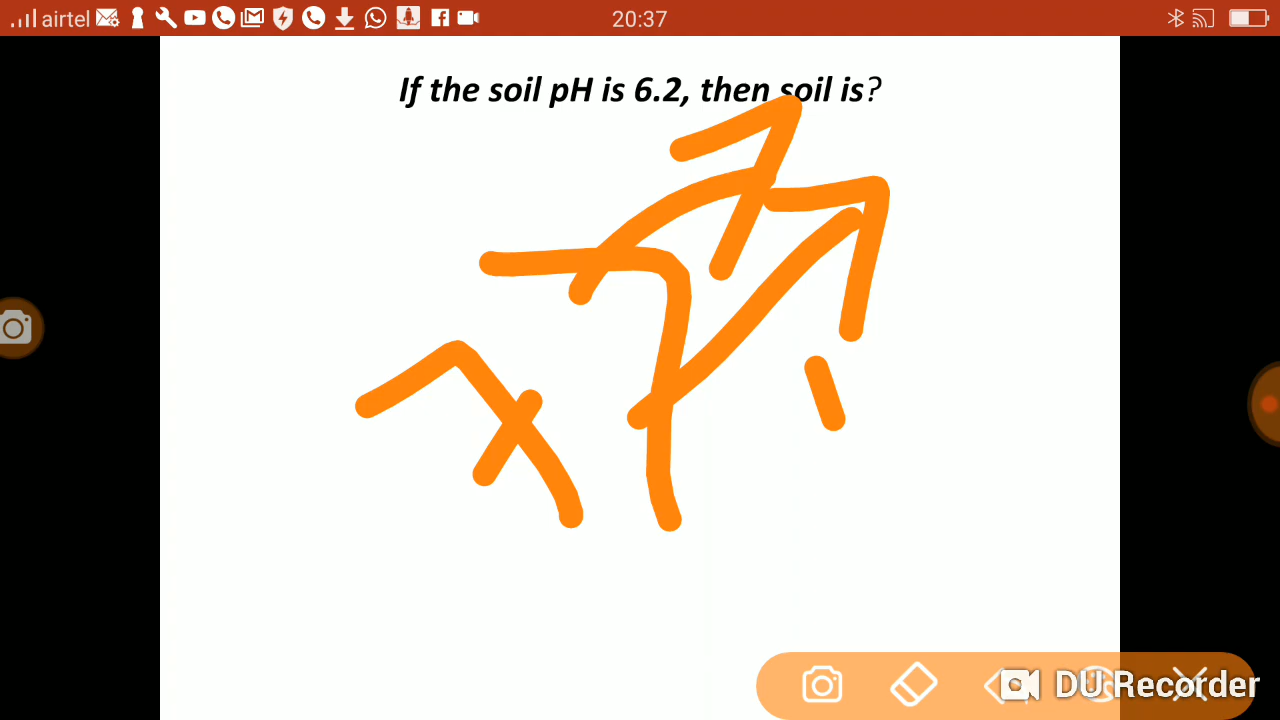 airtel 20:37
If the soil pH is 6.2, then soil is?
DU Recorder